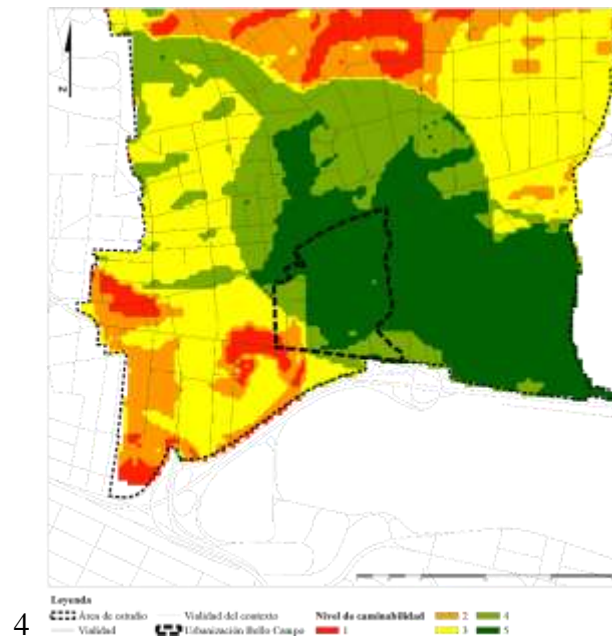 N
Leyenda
Área de estudio Vialidad del contexto Nivel de caminabilidad 2 4
4 Vialidad Urbanización Bello Campo 1 3 5